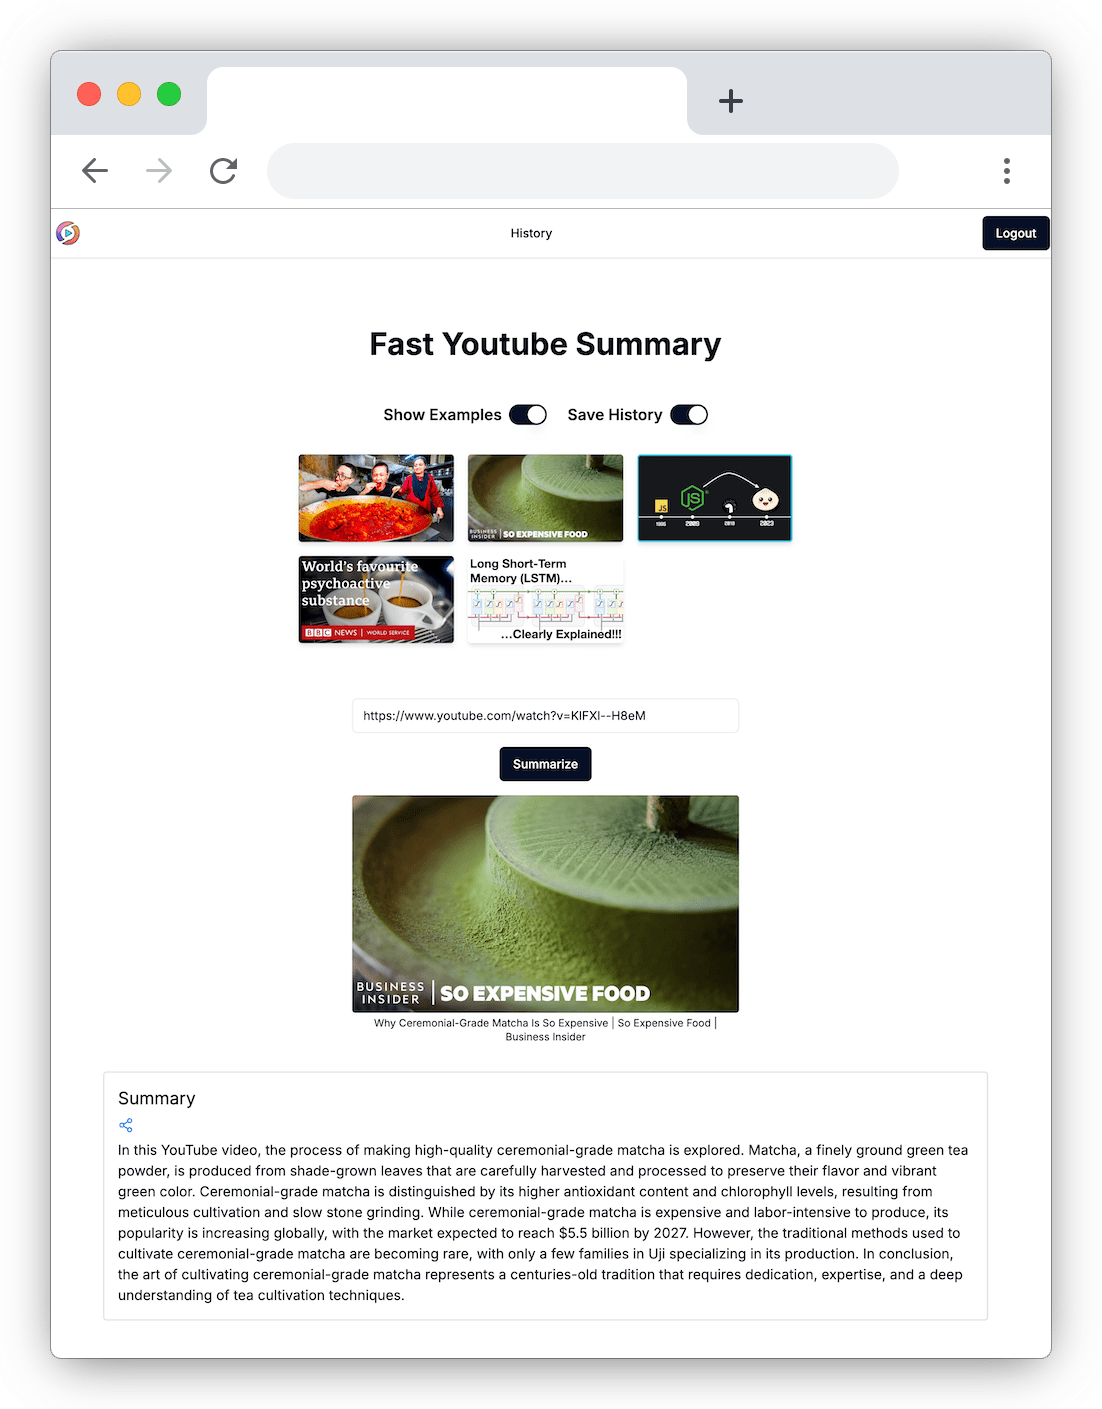 History
Logout
Fast Youtube Summary
Show Examples
Save History
BUSINESS
INSIDER
SO EXPENSIVE FOOD
JS
JS
1995
2009
2018
2023
World's favourite
psychoactive
substance
BBC NEWS | WORLD SERVICE
Long Short-Term
Memory (LSTM)...
...Clearly Explained!!!
https://www.youtube.com/watch?v=KlFXl--H8eM
Summarize
BUSINESS
INSIDER
SO EXPENSIVE FOOD
Why Ceremonial-Grade Matcha Is So Expensive | So Expensive Food |
Business Insider
Summary
In this YouTube video, the process of making high-quality ceremonial-grade matcha is explored. Matcha, a finely ground green tea
powder, is produced from shade-grown leaves that are carefully harvested and processed to preserve their flavor and vibrant
green color. Ceremonial-grade matcha is distinguished by its higher antioxidant content and chlorophyll levels, resulting from
meticulous cultivation and slow stone grinding. While ceremonial-grade matcha is expensive and labor-intensive to produce, its
popularity is increasing globally, with the market expected to reach $5.5 billion by 2027. However, the traditional methods used to
cultivate ceremonial-grade matcha are becoming rare, with only a few families in Uji specializing in its production. In conclusion,
the art of cultivating ceremonial-grade matcha represents a centuries-old tradition that requires dedication, expertise, and a deep
understanding of tea cultivation techniques.